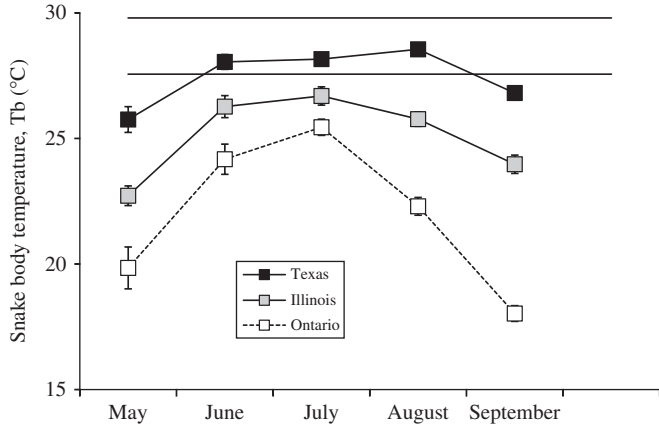 Snake body temperature, Tb (°C)
30
25
20
15
Texas
Illinois
Ontario
May June July August September